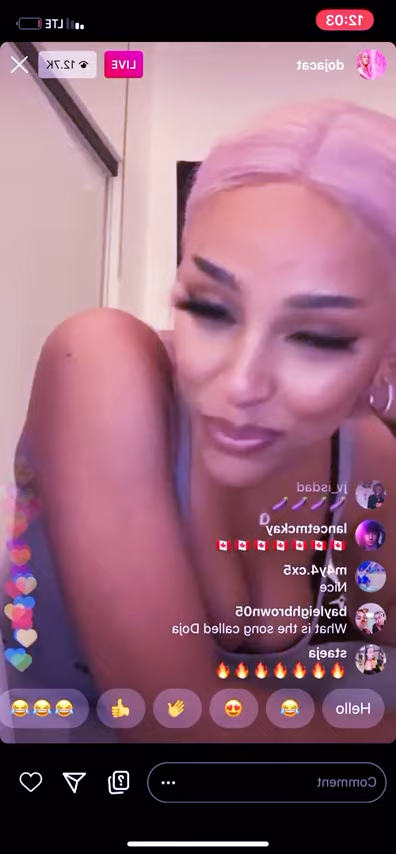 12:03
LTE
dojacat
LIVE
12.7K
jv_isdad
🍆🍆🍆🍆
lancetmckay
🇨🇦🇨🇦🇨🇦🇨🇦🇨🇦🇨🇦🇨🇦
m4y4.cx5
Nice
bayleighbrown05
What is the song called Doja
staeja
🔥🔥🔥🔥🔥🔥🔥
Hello 😂 😍 👏 👍 😂😂😂
Comment